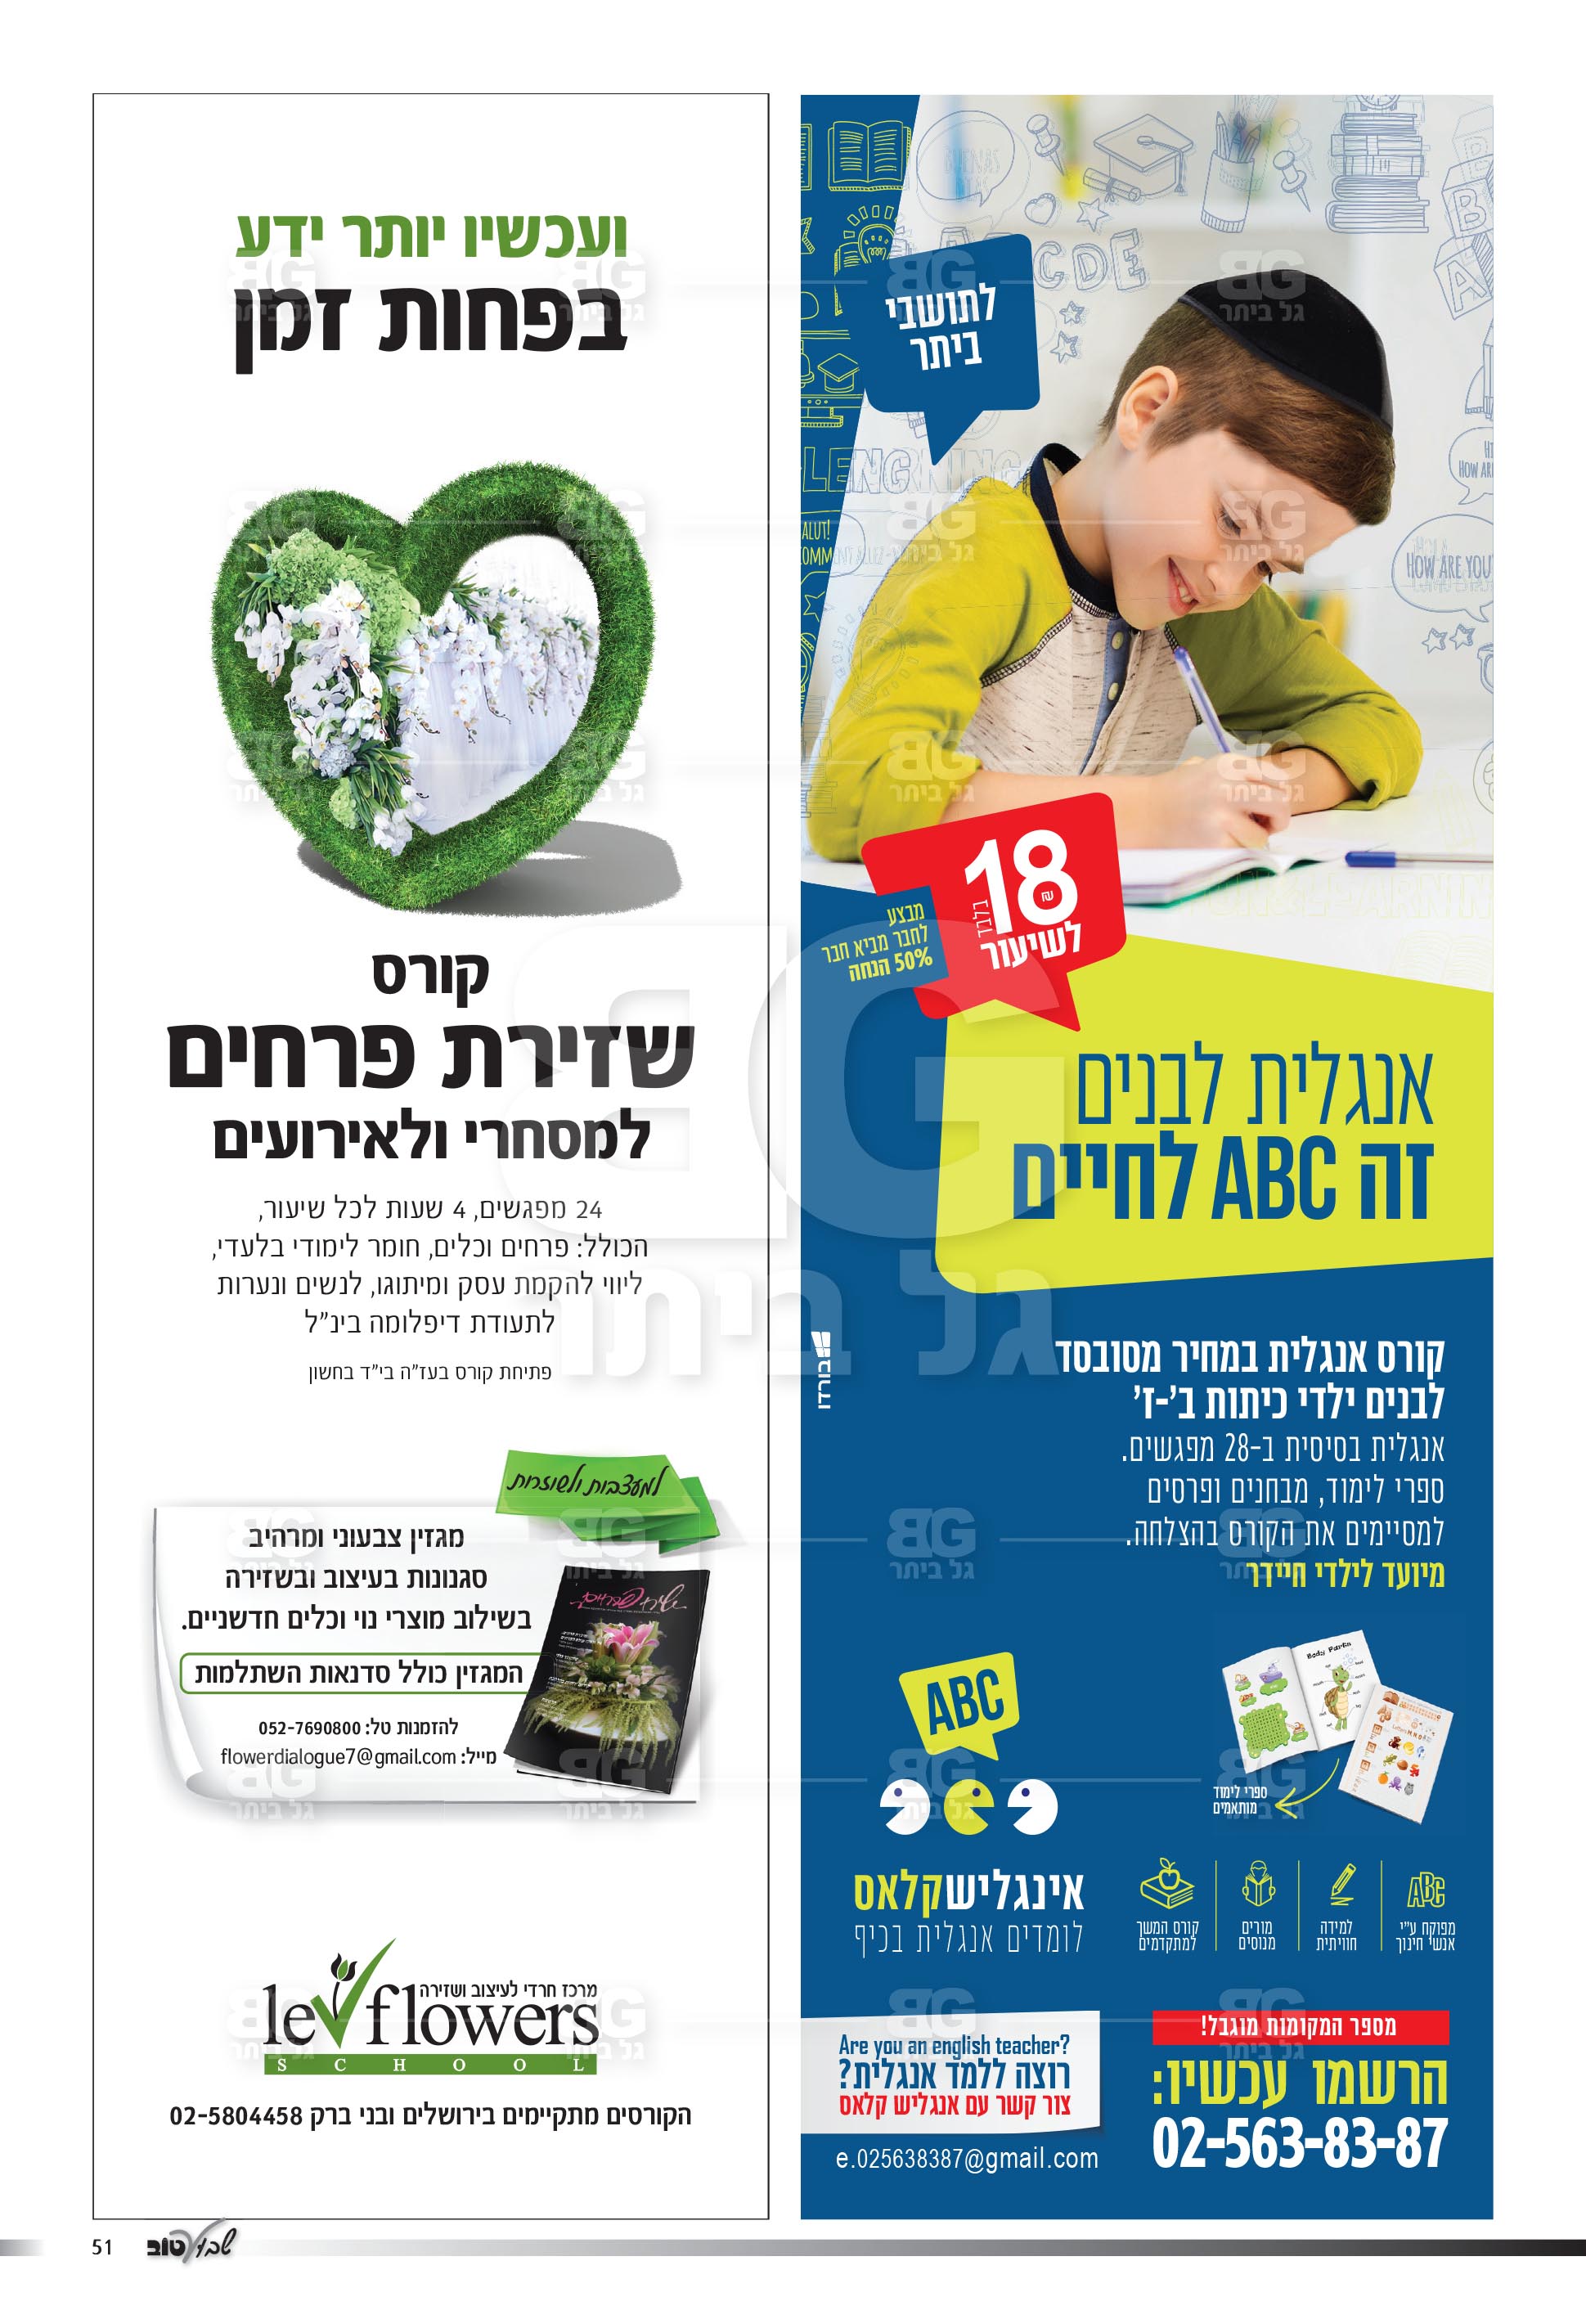 לתושבי
ביתר
18 ₪
בלבד
לשיעור
מבצע
לחבר מביא חבר
50% הנחה
אנגלית לבנים
זה ABC לחיים
קורס אנגלית במחיר מסובסד
לבנים ילדי כיתות ב'-ז'
אנגלית בסיסית ב-28 מפגשים.
ספרי לימוד, מבחנים ופרסים
למסיימים את הקורס בהצלחה.
מיועד לילדי חיידר
בורדו
Body Parts
ספרי לימוד
מותאמים
ABC
אינגלישקלאס
לומדים אנגלית בכיף
ABC
מפוקח ע"י
אנשי חינוך
למידה
חוויתית
מורים
מנוסים
קורס המשך
למתקדמים
מספר המקומות מוגבל!
הרשמו עכשיו:
02-563-83-87
Are you an english teacher?
רוצה ללמד אנגלית?
צור קשר עם אנגליש קלאס
e.025638387@gmail.com
ועכשיו יותר ידע
בפחות זמן
קורס
שזירת פרחים
למסחרי ולאירועים
24 מפגשים, 4 שעות לכל שיעור,
הכולל: פרחים וכלים, חומר לימודי בלעדי,
ליווי להקמת עסק ומיתוגו, לנשים ונערות
לתעודת דיפלומה בינ"ל
פתיחת קורס בעז"ה בי"ד בחשון
למעצבות ולשוזרות
מגזין צבעוני ומרהיב
סגנונות בעיצוב ובשזירה
בשילוב מוצרי נוי וכלים חדשניים.
המגזין כולל סדנאות השתלמות
להזמנות טל: 052-7690800
מייל: flowerdialogue7@gmail.com
מרכז חרדי לעיצוב ושזירה
lev flowers
SCHOOL
הקורסים מתקיימים בירושלים ובני ברק 02-5804458
51
שבוע טוב
BG
גל ביתר